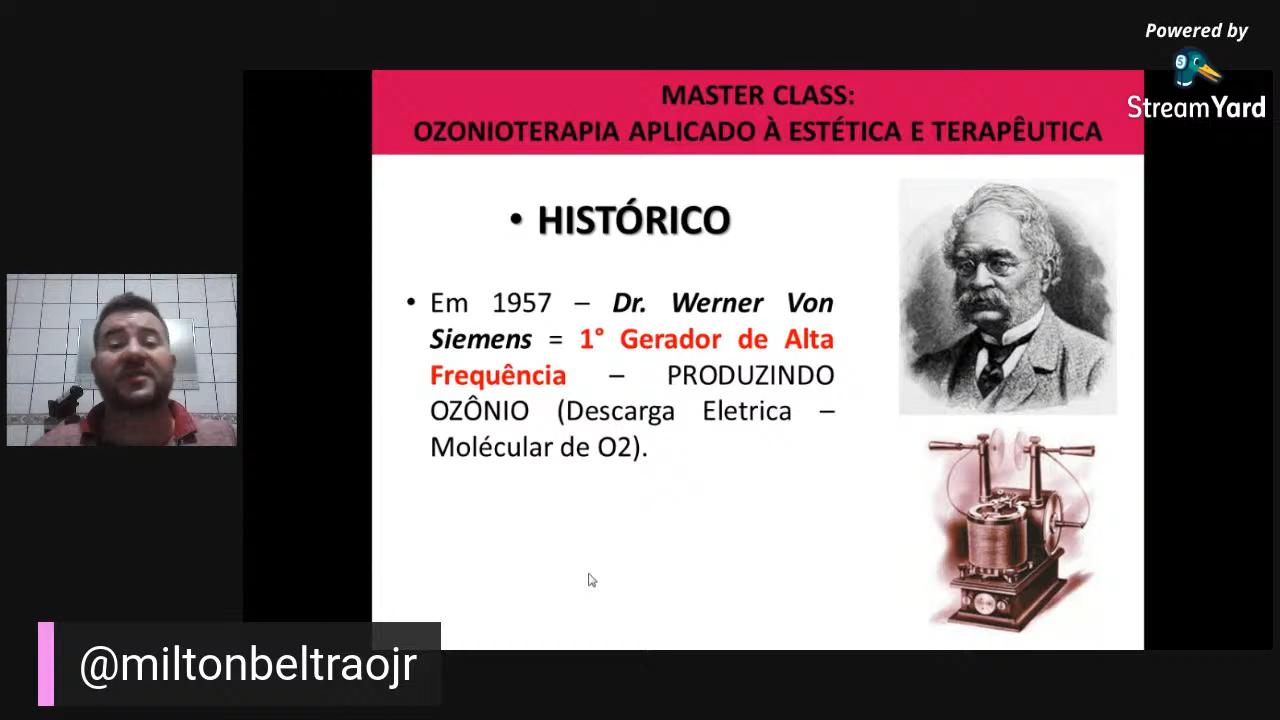 Powered by
StreamYard
MASTER CLASS:
OZONIOTERAPIA APLICADO À ESTÉTICA E TERAPÊUTICA
• HISTÓRICO
• Em 1957 – Dr. Werner Von
Siemens = 1° Gerador de Alta
Frequência – PRODUZINDO
OZÔNIO (Descarga Eletrica –
Molécular de O2).
@miltonbeltraojr